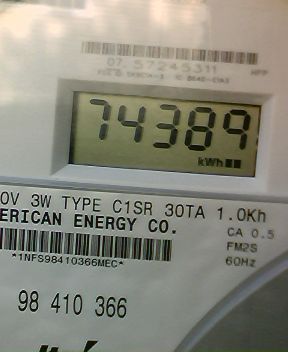 07. 57245311
74389
kWh
0V 3W TYPE C1SR 30TA 1.0Kh
ERICAN ENERGY CO.
CA 0.5
FM2S
*1NFS98410366MEC*
60Hz
98 410 366